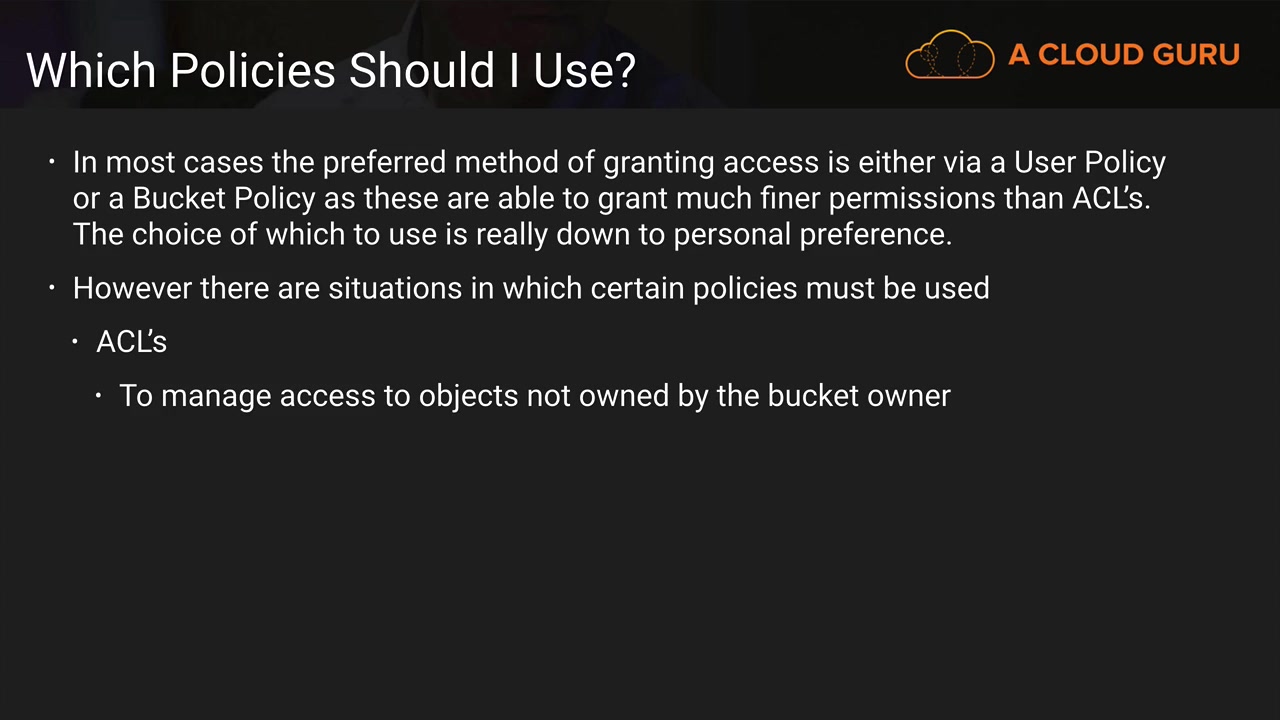 Which Policies Should I Use?
A CLOUD GURU
• In most cases the preferred method of granting access is either via a User Policy
or a Bucket Policy as these are able to grant much finer permissions than ACL’s.
The choice of which to use is really down to personal preference.
• However there are situations in which certain policies must be used
• ACL’s
• To manage access to objects not owned by the bucket owner